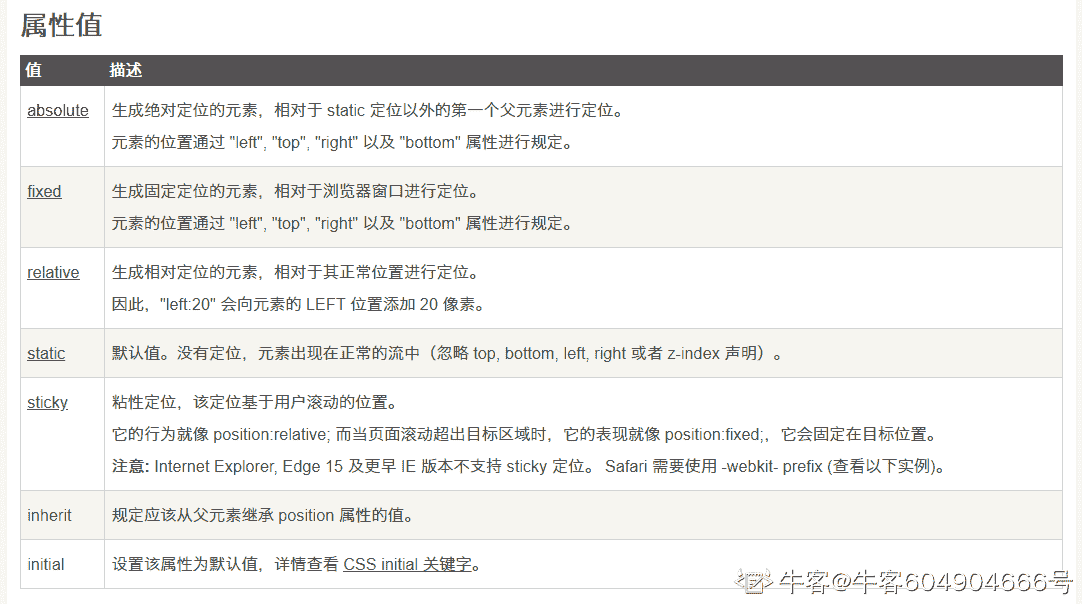 属性值
值 描述
absolute 生成绝对定位的元素，相对于 static 定位以外的第一个父元素进行定位。
元素的位置通过 "left", "top", "right" 以及 "bottom" 属性进行规定。
fixed 生成固定定位的元素，相对于浏览器窗口进行定位。
元素的位置通过 "left", "top", "right" 以及 "bottom" 属性进行规定。
relative 生成相对定位的元素，相对于其正常位置进行定位。
因此，"left:20" 会向元素的 LEFT 位置添加 20 像素。
static 默认值。没有定位，元素出现在正常的流中（忽略 top, bottom, left, right 或者 z-index 声明）。
sticky 粘性定位，该定位基于用户滚动的位置。
它的行为就像 position:relative; 而当页面滚动超出目标区域时，它的表现就像 position:fixed;，它会固定在目标位置。
注意: Internet Explorer, Edge 15 及更早 IE 版本不支持 sticky 定位。 Safari 需要使用 -webkit- prefix (查看以下实例)。
inherit 规定应该从父元素继承 position 属性的值。
initial 设置该属性为默认值，详情查看 CSS initial 关键字。
牛客@牛客604904666号